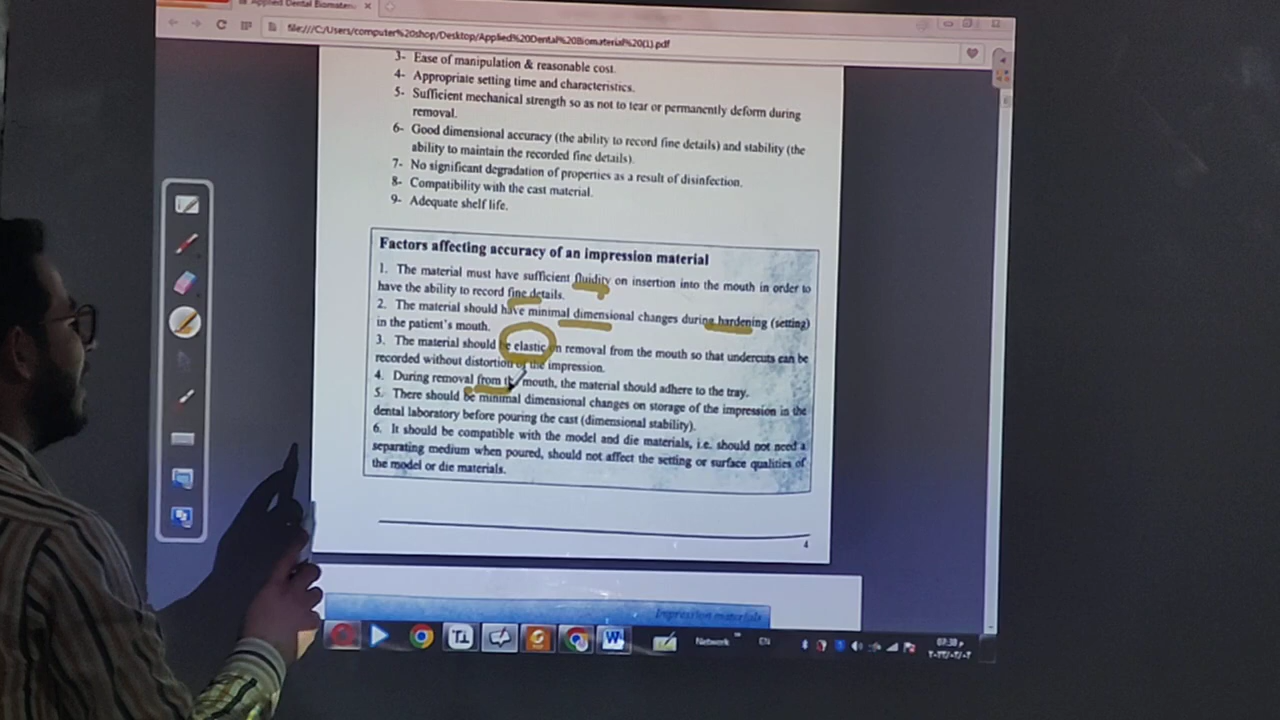 Applied Dental Biomater
file:///C:/Users/computer%20shop/Desktop/Applied%20Dental%20Biomaterial%20(1).pdf
3- Ease of manipulation & reasonable cost.
4- Appropriate setting time and characteristics.
5- Sufficient mechanical strength so as not to tear or permanently deform during
removal.
6- Good dimensional accuracy (the ability to record fine details) and stability (the
ability to maintain the recorded fine details).
7- No significant degradation of properties as a result of disinfection.
8- Compatibility with the cast material.
9- Adequate shelf life.
Factors affecting accuracy of an impression material
1. The material must have sufficient fluidity on insertion into the mouth in order to
have the ability to record fine details.
2. The material should have minimal dimensional changes during hardening (setting)
in the patient's mouth.
3. The material should be elastic on removal from the mouth so that undercuts can be
recorded without distortion of the impression.
4. During removal from the mouth, the material should adhere to the tray.
5. There should be minimal dimensional changes on storage of the impression in the
dental laboratory before pouring the cast (dimensional stability).
6. It should be compatible with the model and die materials, i.e. should not need a
separating medium when poured, should not affect the setting or surface qualities of
the model or die materials.
4
Impression materials
Network
EN